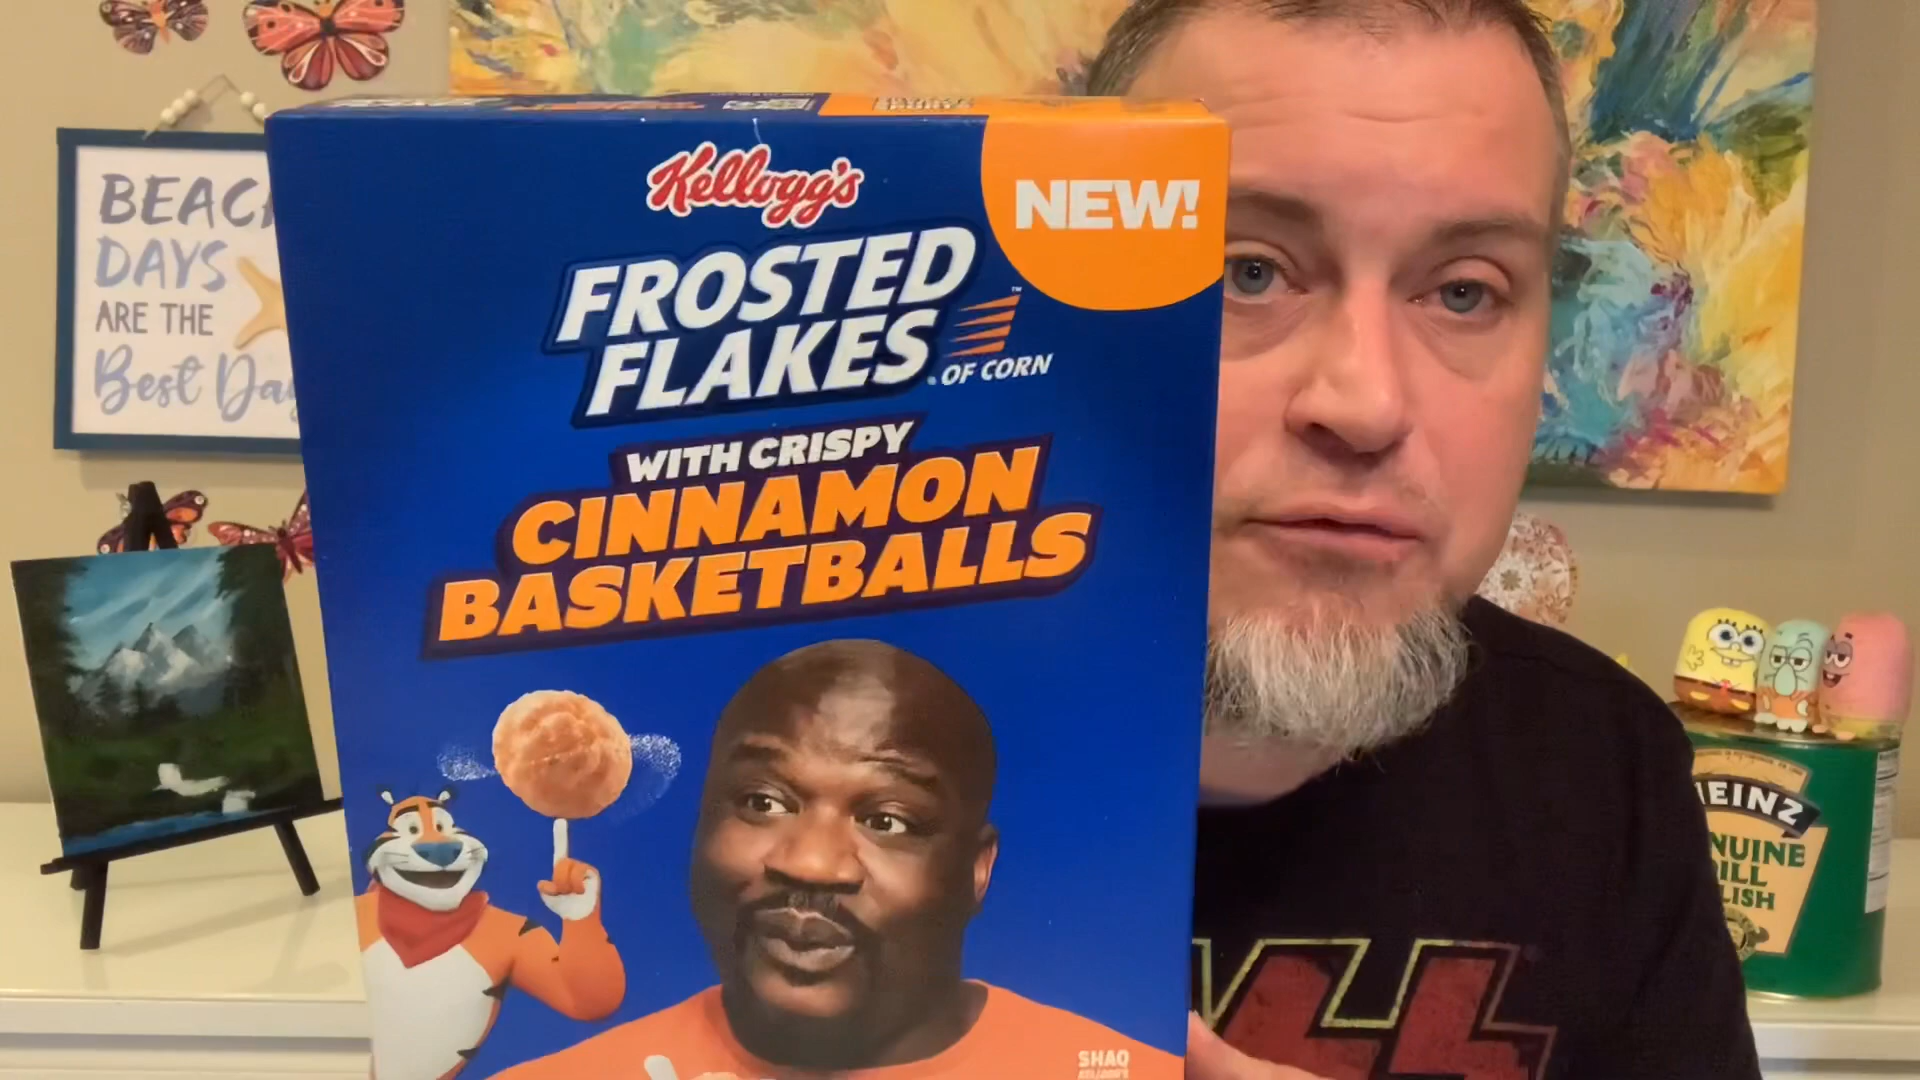 Kellogg's
NEW!
FROSTED
FLAKES
OF CORN
™
WITH CRISPY
CINNAMON
BASKETBALLS
SHAQ
BEAC
DAYS
ARE THE
Best Da
EINZ
NUINE
ILL
LISH